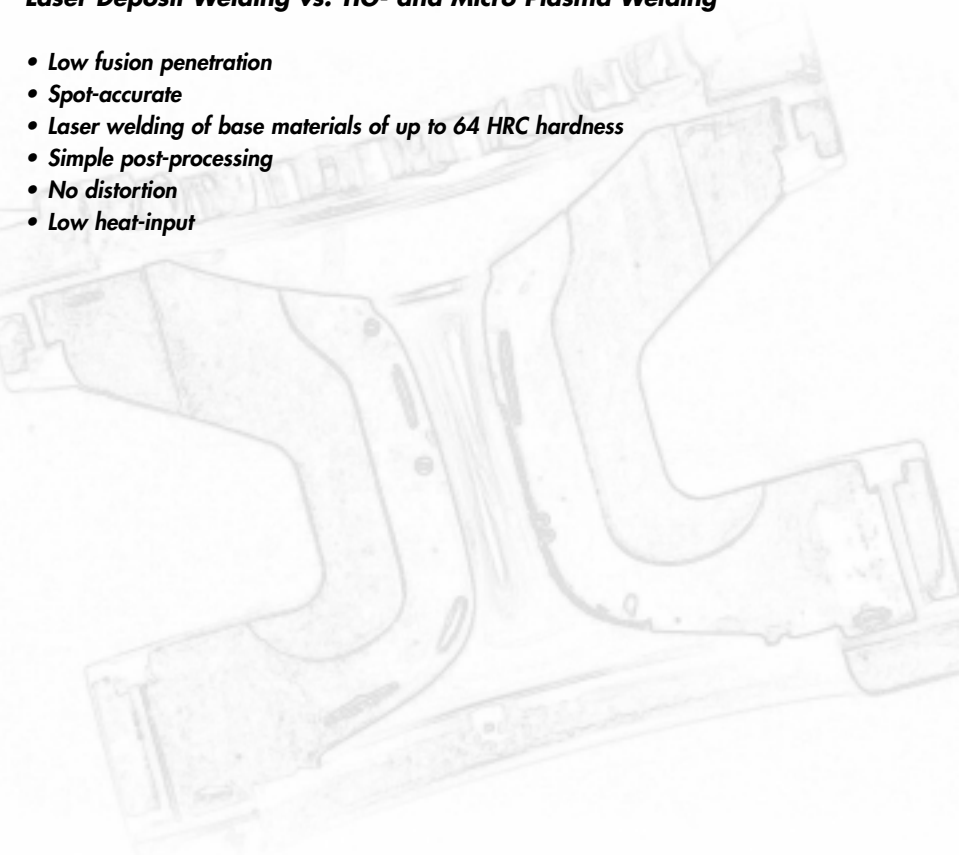 Laser Deposit Welding vs. TIG- and Micro Plasma Welding
• Low fusion penetration
• Spot-accurate
• Laser welding of base materials of up to 64 HRC hardness
• Simple post-processing
• No distortion
• Low heat-input